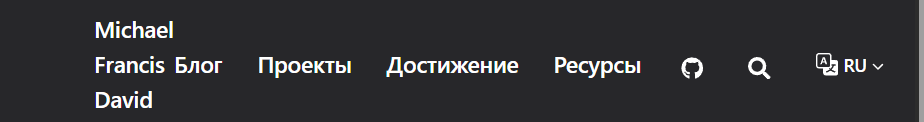 Michael
Francis Блог Проекты Достижение Ресурсы RU
David